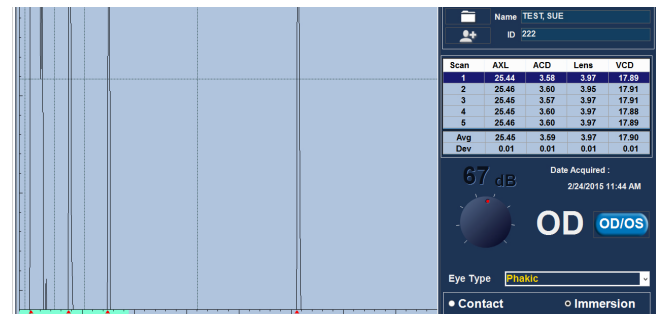 Name TEST, SUE
ID 222
Scan AXL ACD Lens VCD
1 25.44 3.58 3.97 17.89
2 25.46 3.60 3.95 17.91
3 25.45 3.57 3.97 17.91
4 25.45 3.60 3.97 17.88
5 25.46 3.60 3.97 17.89
Avg 25.45 3.59 3.97 17.90
Dev 0.01 0.01 0.01 0.01
67 dB
Date Acquired :
2/24/2015 11:44 AM
OD OD/OS
Eye Type Phakic
Contact Immersion